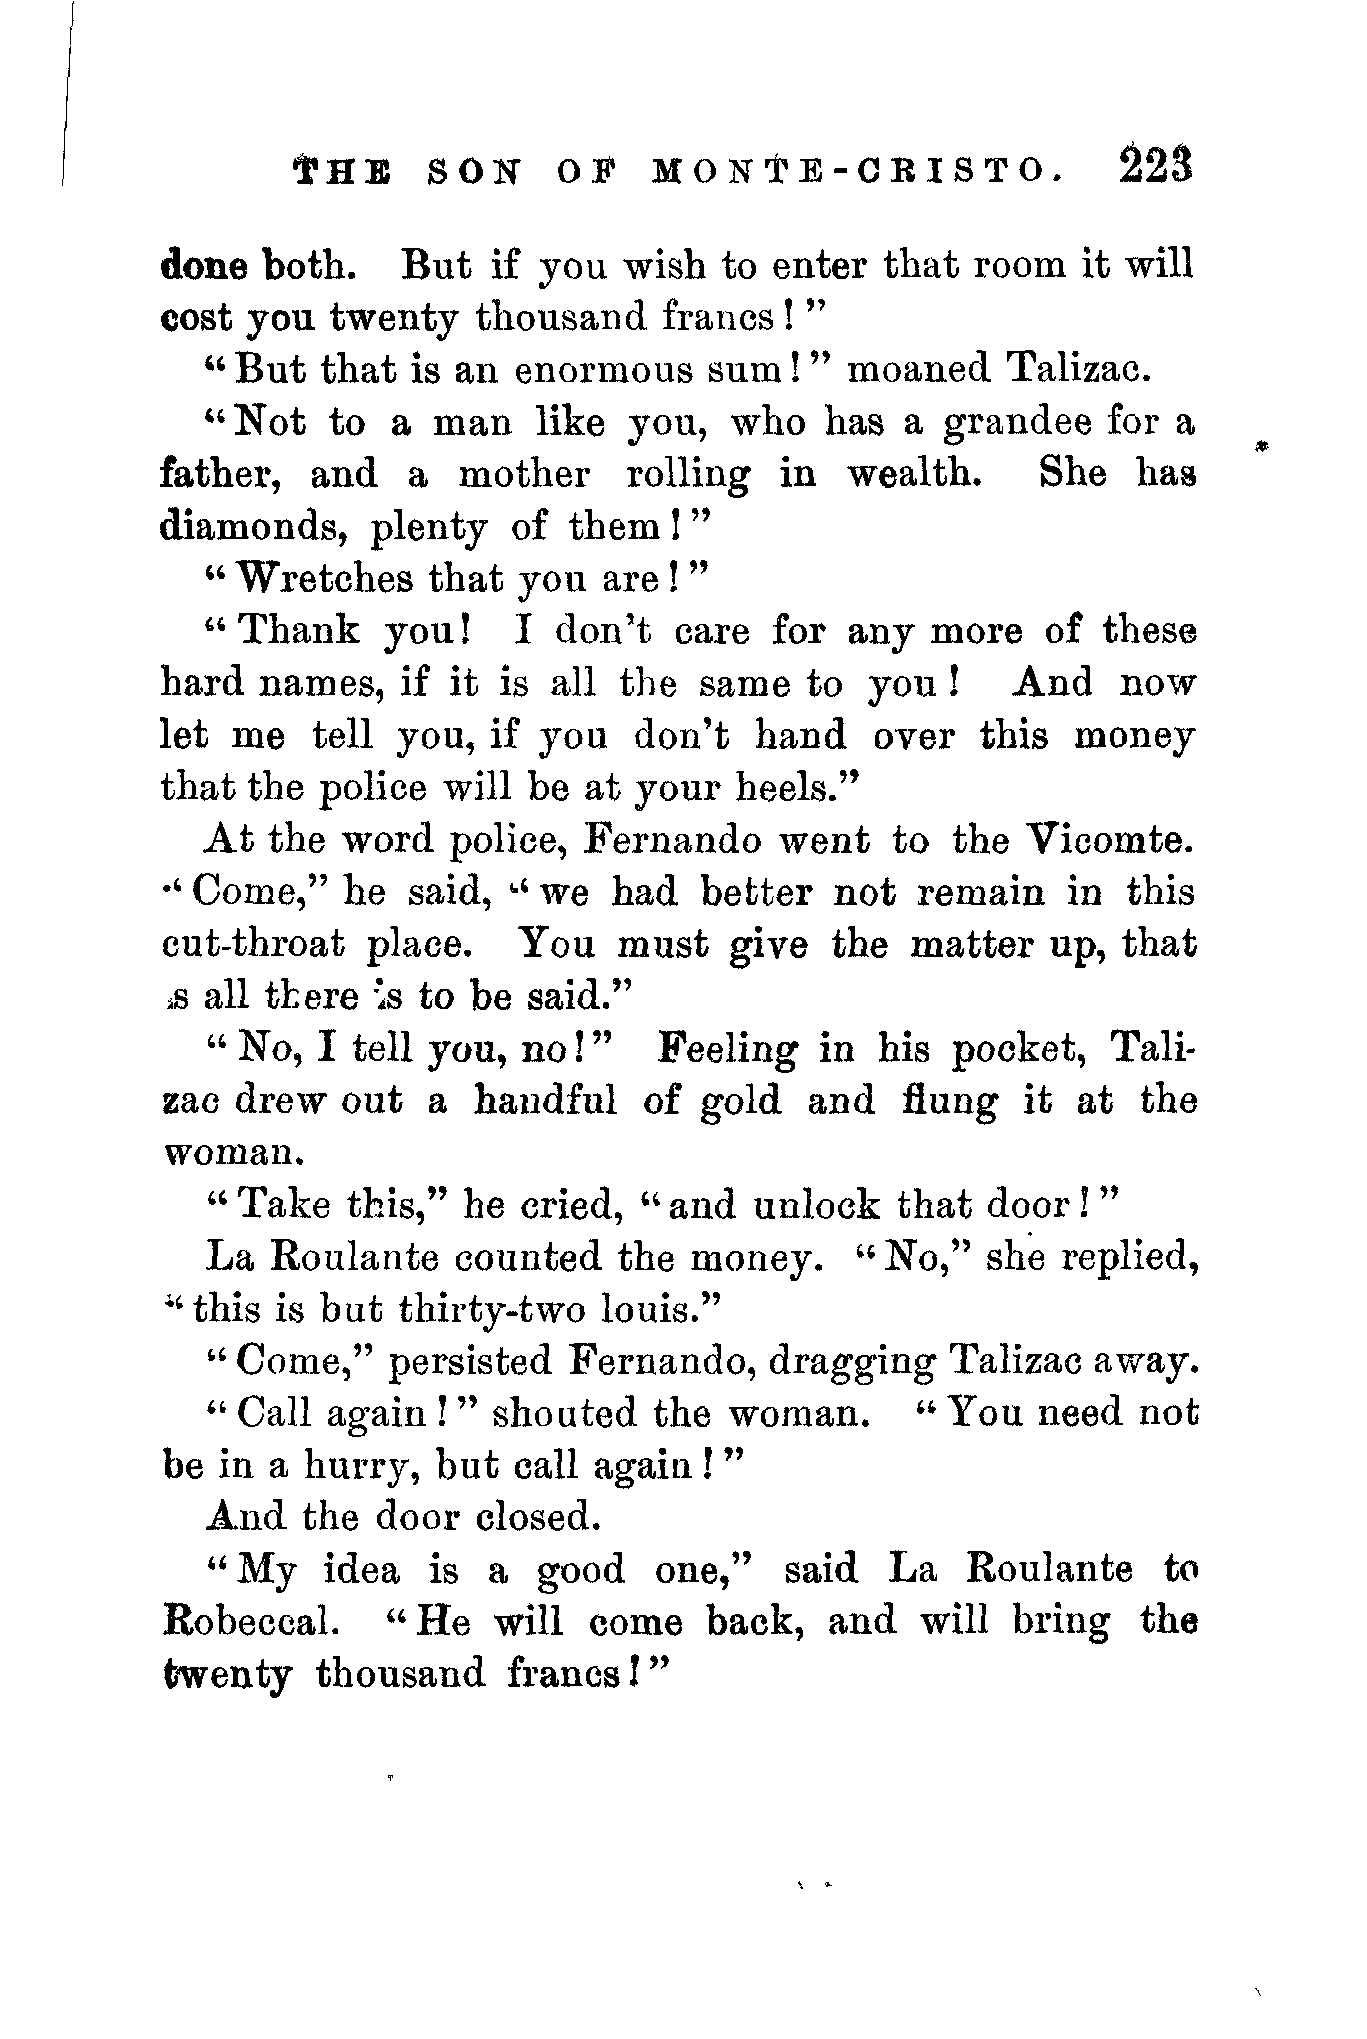 THE SON OF MONTE-CRISTO. 223
done both. But if you wish to enter that room it will
cost you twenty thousand francs!"
"But that is an enormous sum!" moaned Talizac.
"Not to a man like you, who has a grandee for a
father, and a mother rolling in wealth. She has
diamonds, plenty of them!"
"Wretches that you are!"
"Thank you! I don't care for any more of these
hard names, if it is all the same to you! And now
let me tell you, if you don't hand over this money
that the police will be at your heels."
At the word police, Fernando went to the Vicomte.
"Come," he said, "we had better not remain in this
cut-throat place. You must give the matter up, that
is all there is to be said."
"No, I tell you, no!" Feeling in his pocket, Tali-
zac drew out a handful of gold and flung it at the
woman.
"Take this," he cried, "and unlock that door!"
La Roulante counted the money. "No," she replied,
"this is but thirty-two louis."
"Come," persisted Fernando, dragging Talizac away.
"Call again!" shouted the woman. "You need not
be in a hurry, but call again!"
And the door closed.
"My idea is a good one," said La Roulante to
Robeccal. "He will come back, and will bring the
twenty thousand francs!"